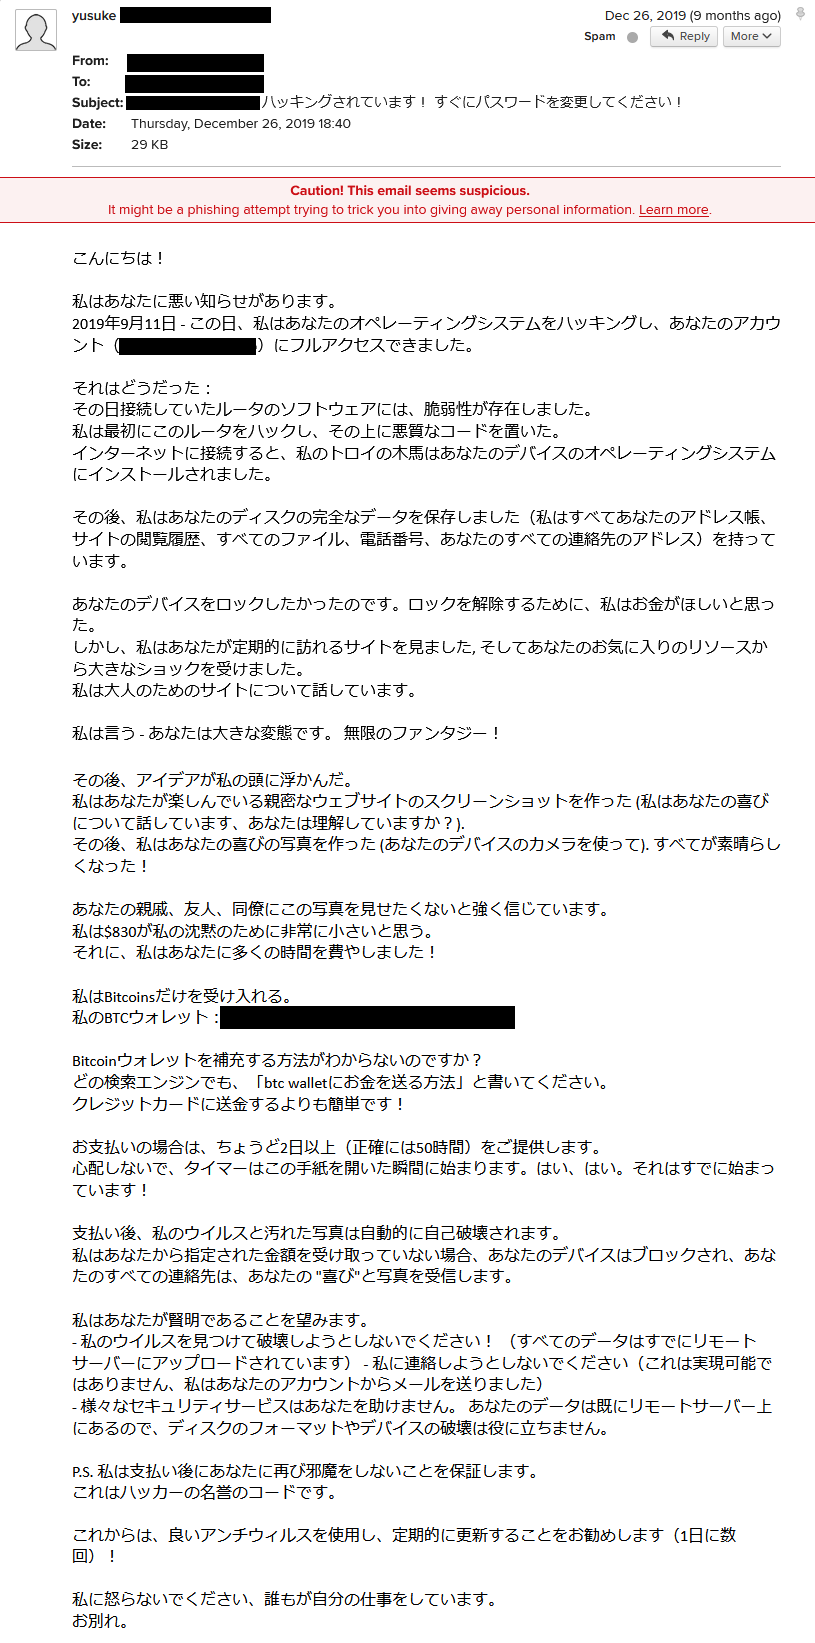 yusuke
Dec 26, 2019 (9 months ago)
Spam
Reply
More
From:
To:
Subject: ハッキングされています！ すぐにパスワードを変更してください！
Date: Thursday, December 26, 2019 18:40
Size: 29 KB
Caution! This email seems suspicious.
It might be a phishing attempt trying to trick you into giving away personal information. Learn more.
こんにちは！
私はあなたに悪い知らせがあります。
2019年9月11日 - この日、私はあなたのオペレーティングシステムをハッキングし、あなたのアカウ
ント（ ）にフルアクセスできました。
それはどうだった：
その日接続していたルータのソフトウェアには、脆弱性が存在しました。
私は最初にこのルータをハックし、その上に悪質なコードを置いた。
インターネットに接続すると、私のトロイの木馬はあなたのデバイスのオペレーティングシステム
にインストールされました。
その後、私はあなたのディスクの完全なデータを保存しました（私はすべてあなたのアドレス帳、
サイトの閲覧履歴、すべてのファイル、電話番号、あなたのすべての連絡先のアドレス）を持って
います。
あなたのデバイスをロックしたかったのです。ロックを解除するために、私はお金がほしいと思っ
た。
しかし、私はあなたが定期的に訪れるサイトを見ました, そしてあなたのお気に入りのリソースか
ら大きなショックを受けました。
私は大人のためのサイトについて話しています。
私は言う - あなたは大きな変態です。 無限のファンタジー！
その後、アイデアが私の頭に浮かんだ。
私はあなたが楽しんでいる親密なウェブサイトのスクリーンショットを作った (私はあなたの喜び
について話しています、あなたは理解していますか？).
その後、私はあなたの喜びの写真を作った (あなたのデバイスのカメラを使って). すべてが素晴らし
くなった！
あなたの親戚、友人、同僚にこの写真を見せたくないと強く信じています。
私は$830が私の沈黙のために非常に小さいと思う。
それに、私はあなたに多くの時間を費やしました！
私はBitcoinsだけを受け入れる。
私のBTCウォレット：
Bitcoinウォレットを補充する方法がわからないのですか？
どの検索エンジンでも、「btc walletにお金を送る方法」と書いてください。
クレジットカードに送金するよりも簡単です！
お支払いの場合は、ちょうど2日以上（正確には50時間）をご提供します。
心配しないで、タイマーはこの手紙を開いた瞬間に始まります。はい、はい。それはすでに始まっ
ています！
支払い後、私のウイルスと汚れた写真は自動的に自己破壊されます。
私はあなたから指定された金額を受け取っていない場合、あなたのデバイスはブロックされ、あな
たのすべての連絡先は、あなたの "喜び"と写真を受信します。
私はあなたが賢明であることを望みます。
- 私のウイルスを見つけて破壊しようとしないでください！ （すべてのデータはすでにリモート
サーバーにアップロードされています） - 私に連絡しようとしないでください（これは実現可能で
はありません、私はあなたのアカウントからメールを送りました）
- 様々なセキュリティサービスはあなたを助けません。 あなたのデータは既にリモートサーバー上
にあるので、ディスクのフォーマットやデバイスの破壊は役に立ちません。
P.S. 私は支払い後にあなたに再び邪魔をしないことを保証します。
これはハッカーの名誉のコードです。
これからは、良いアンチウィルスを使用し、定期的に更新することをお勧めします（1日に数
回）！
私に怒らないでください、誰もが自分の仕事をしています。
お別れ。